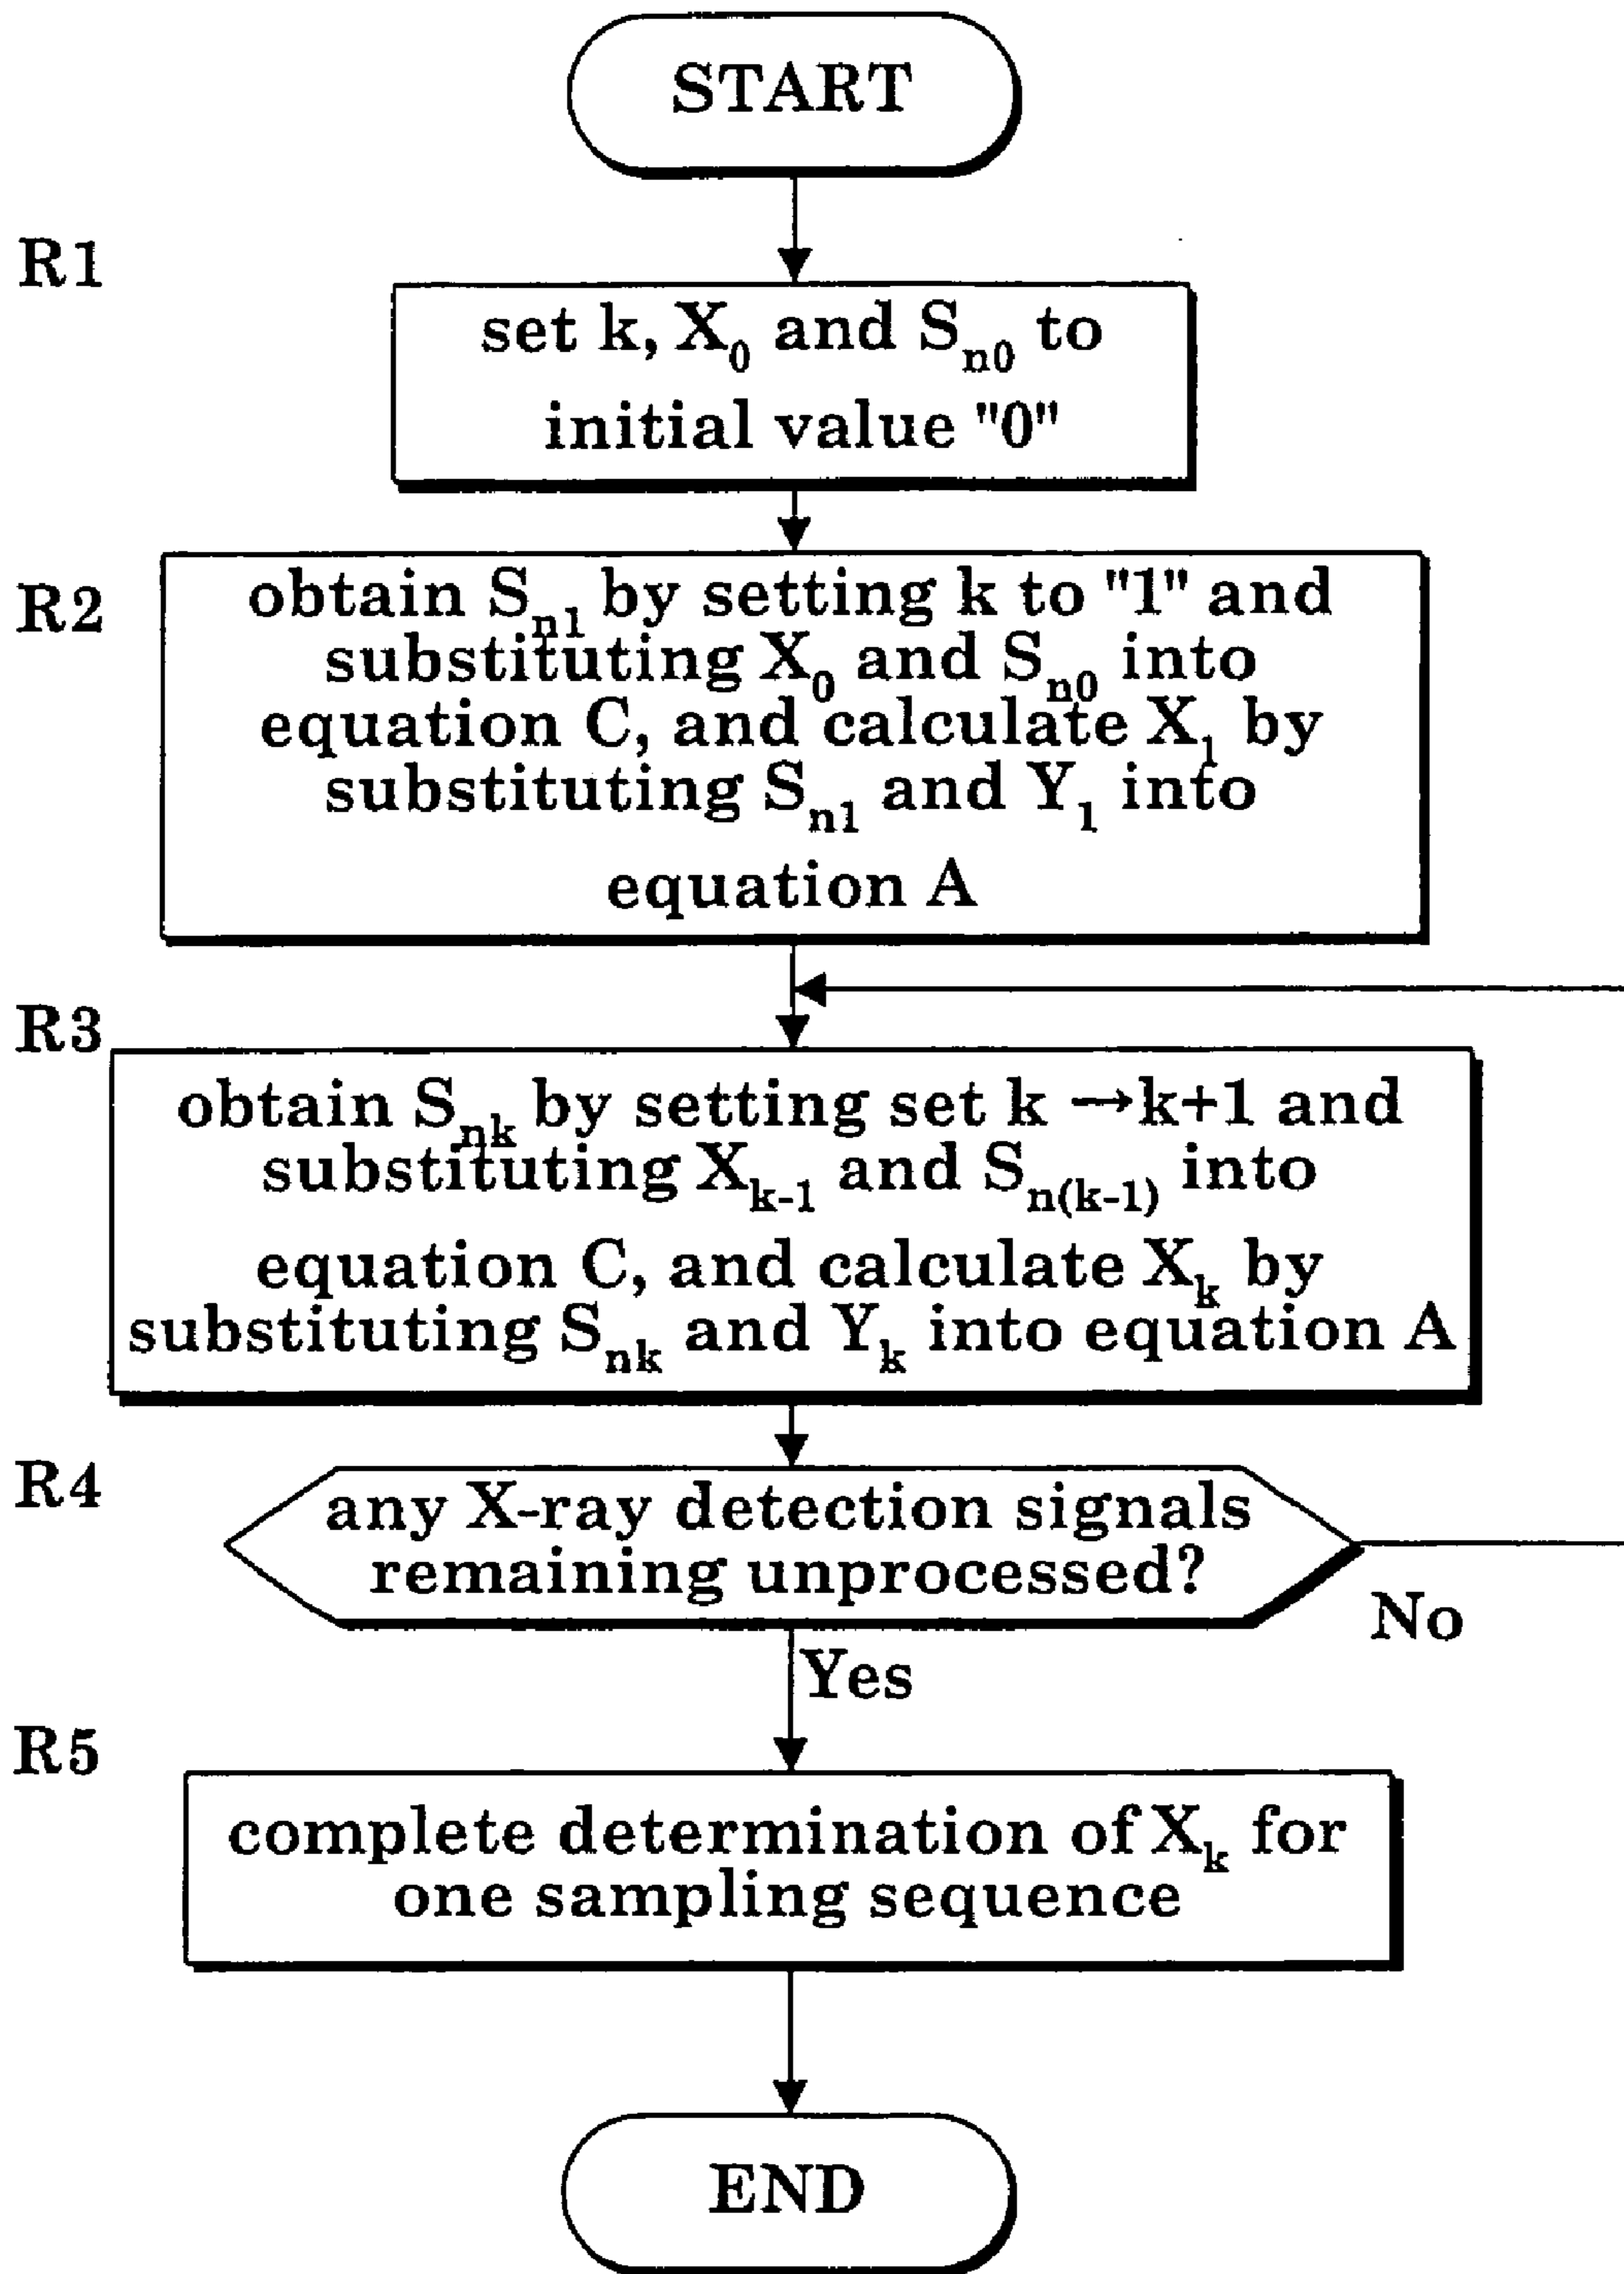 START
R1
set k, X₀ and Sₙ₀ to
initial value "0"
R2
obtain Sₙ₁ by setting k to "1" and
substituting X₀ and Sₙ₀ into
equation C, and calculate X₁ by
substituting Sₙ₁ and Y₁ into
equation A
R3
obtain Sₙₖ by setting set k →k+1 and
substituting Xₖ₋₁ and Sₙ₍ₖ₋₁₎ into
equation C, and calculate Xₖ by
substituting Sₙₖ and Yₖ into equation A
R4
any X-ray detection signals
remaining unprocessed?
No
Yes
R5
complete determination of Xₖ for
one sampling sequence
END